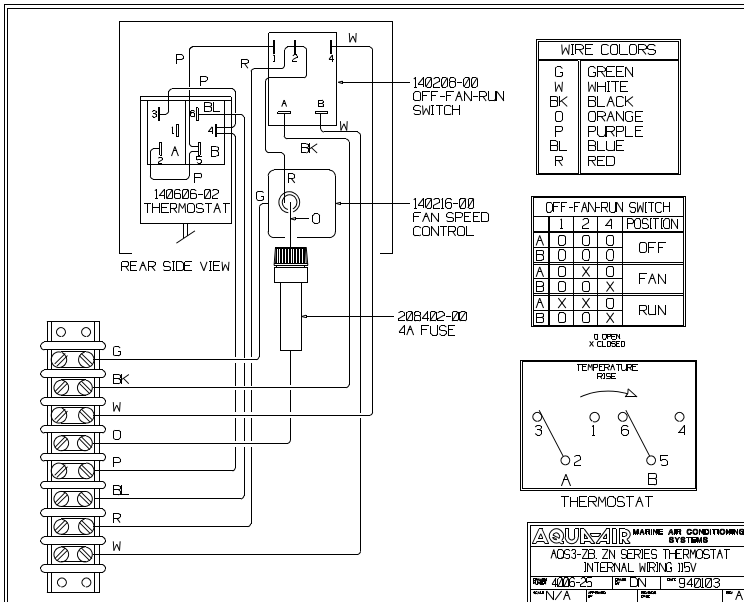 P
R
W
1 2 4
140208-00
OFF-FAN-RUN
SWITCH
A B
W
BK
P
BL
3 6
1 4
A B
2 5
P
140606-02
THERMOSTAT
R
G
140216-00
FAN SPEED
CONTROL
O
REAR SIDE VIEW
208402-00
4A FUSE
G
BK
W
O
P
BL
R
W
WIRE COLORS
G GREEN
W WHITE
BK BLACK
O ORANGE
P PURPLE
BL BLUE
R RED
OFF-FAN-RUN SWITCH
1 2 4 POSITION
A O O O OFF
B O O O
A O X O FAN
B O O X
A X X O RUN
B O O X
O OPEN
X CLOSED
TEMPERATURE
RISE
3 1 6 4
2 5
A B
THERMOSTAT
AQUA-AIR MARINE AIR CONDITIONING
SYSTEMS
AQS3-ZB, ZN SERIES THERMOSTAT
INTERNAL WIRING 115V
4006-25 DN DATE 940103
SCALE N/A REV A